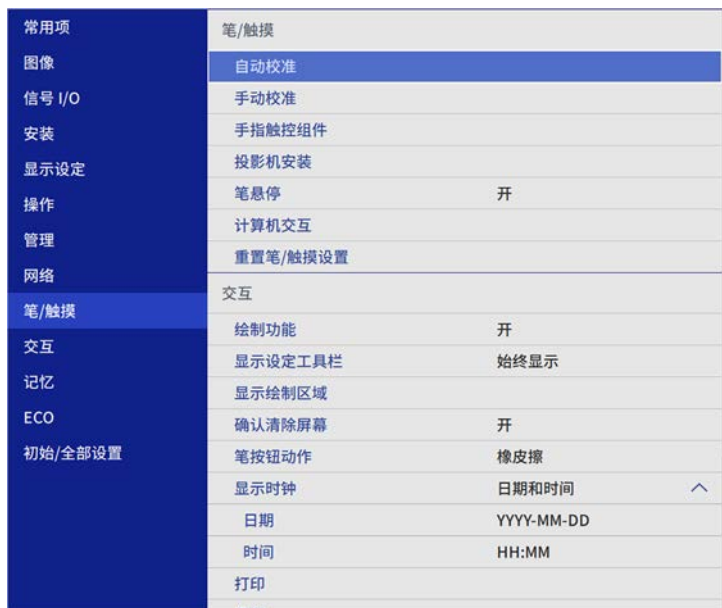 常用项
图像
信号 I/O
安装
显示设定
操作
管理
网络
笔/触摸
交互
记忆
ECO
初始/全部设置
笔/触摸
自动校准
手动校准
手指触控组件
投影机安装
笔悬停 开
计算机交互
重置笔/触摸设置
交互
绘制功能 开
显示设定工具栏 始终显示
显示绘制区域
确认清除屏幕 开
笔按钮动作 橡皮擦
显示时钟 日期和时间
日期 YYYY-MM-DD
时间 HH:MM
打印